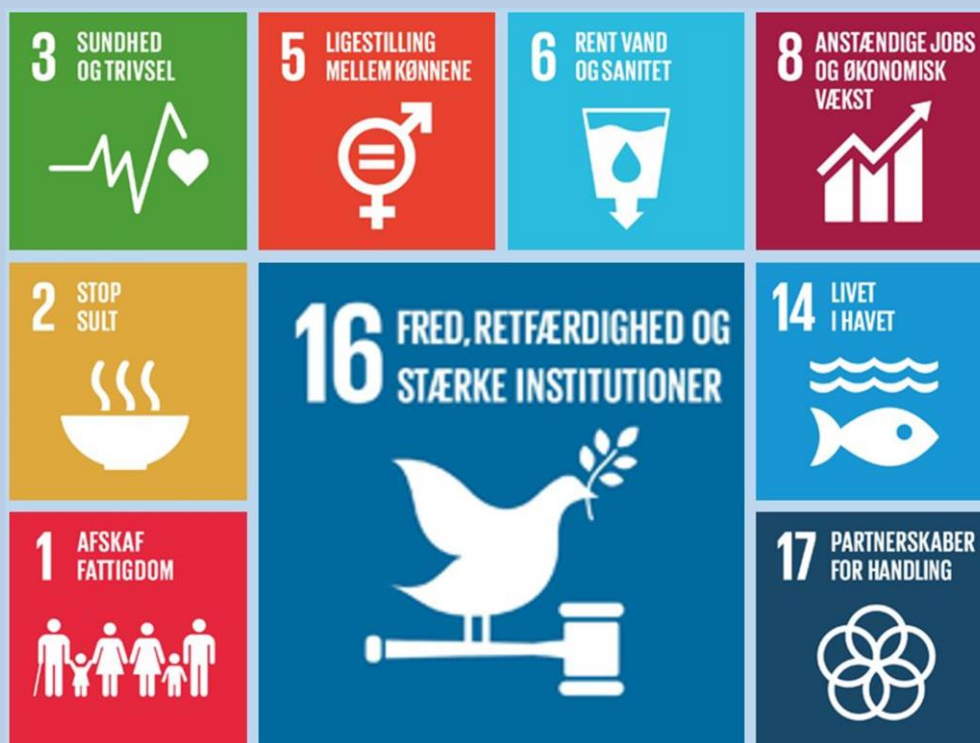 3 SUNDHED
OG TRIVSEL
5 LIGESTILLING
MELLEM KØNNENE
6 RENT VAND
OG SANITET
8 ANSTÆNDIGE JOBS
OG ØKONOMISK
VÆKST
2 STOP
SULT
16 FRED, RETFÆRDIGHED OG
STÆRKE INSTITUTIONER
14 LIVET
I HAVET
1 AFSKAF
FATTIGDOM
17 PARTNERSKABER
FOR HANDLING